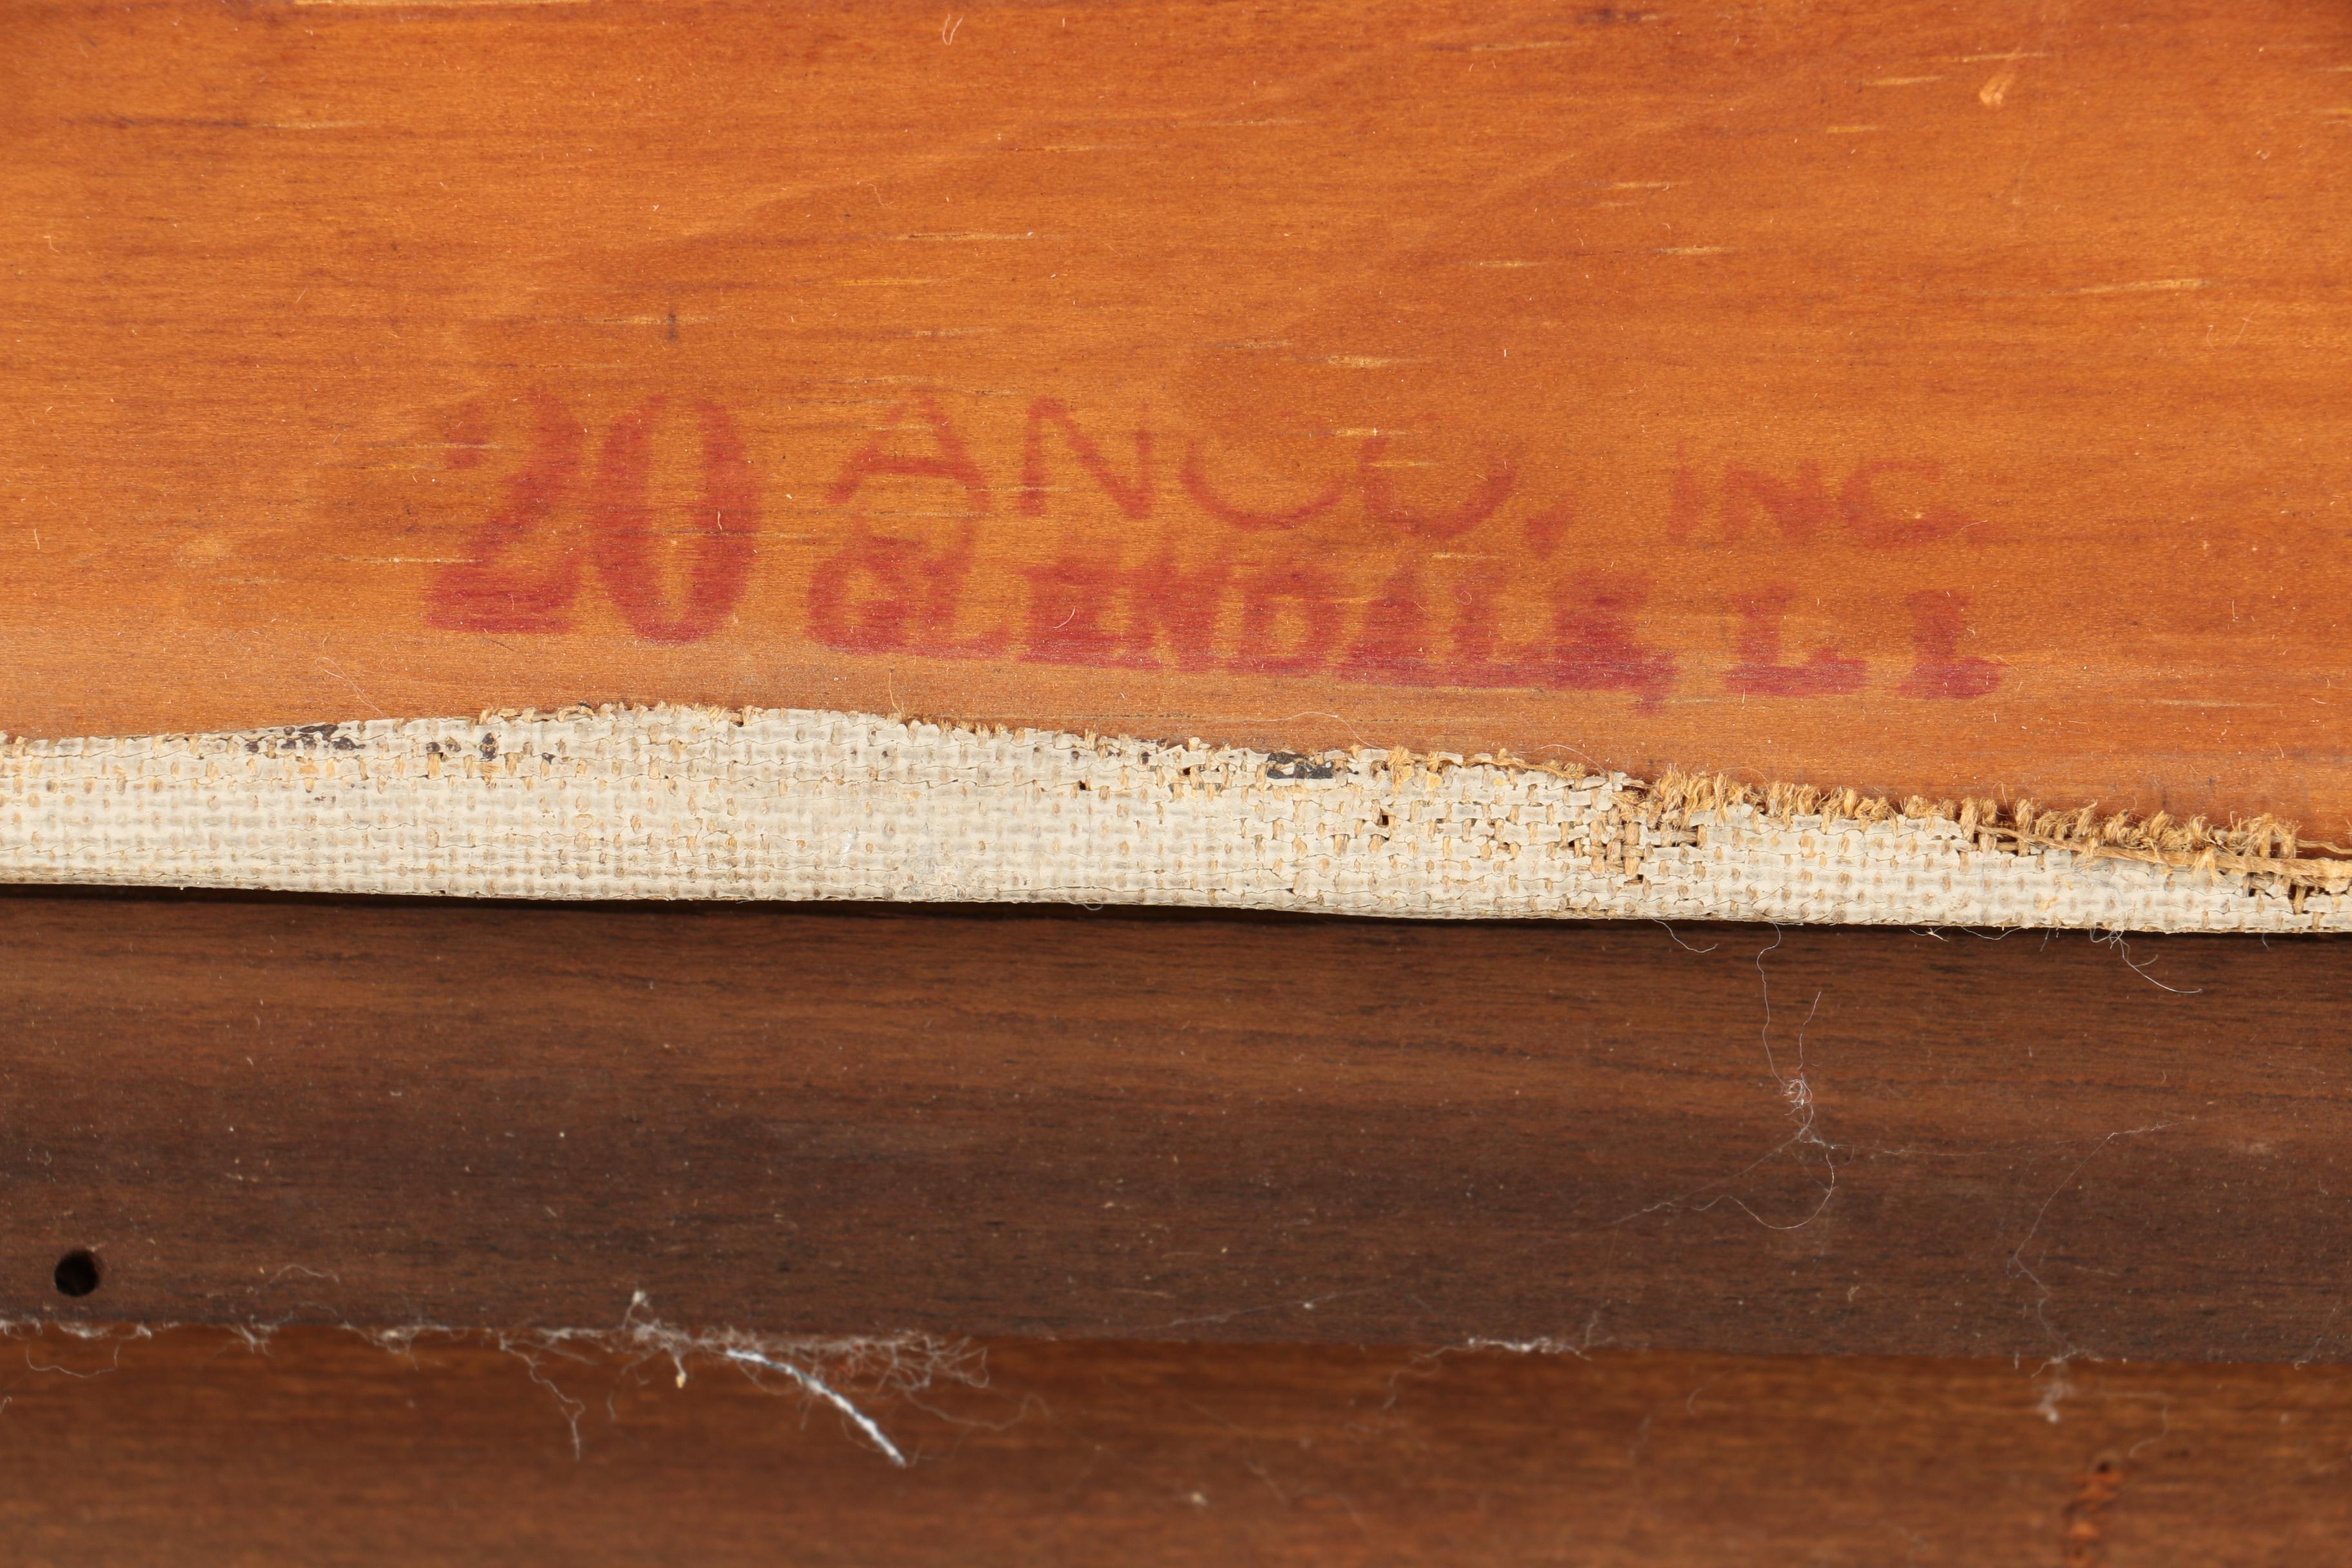 20 ANCO, INC.
GLENDALE, L. I.